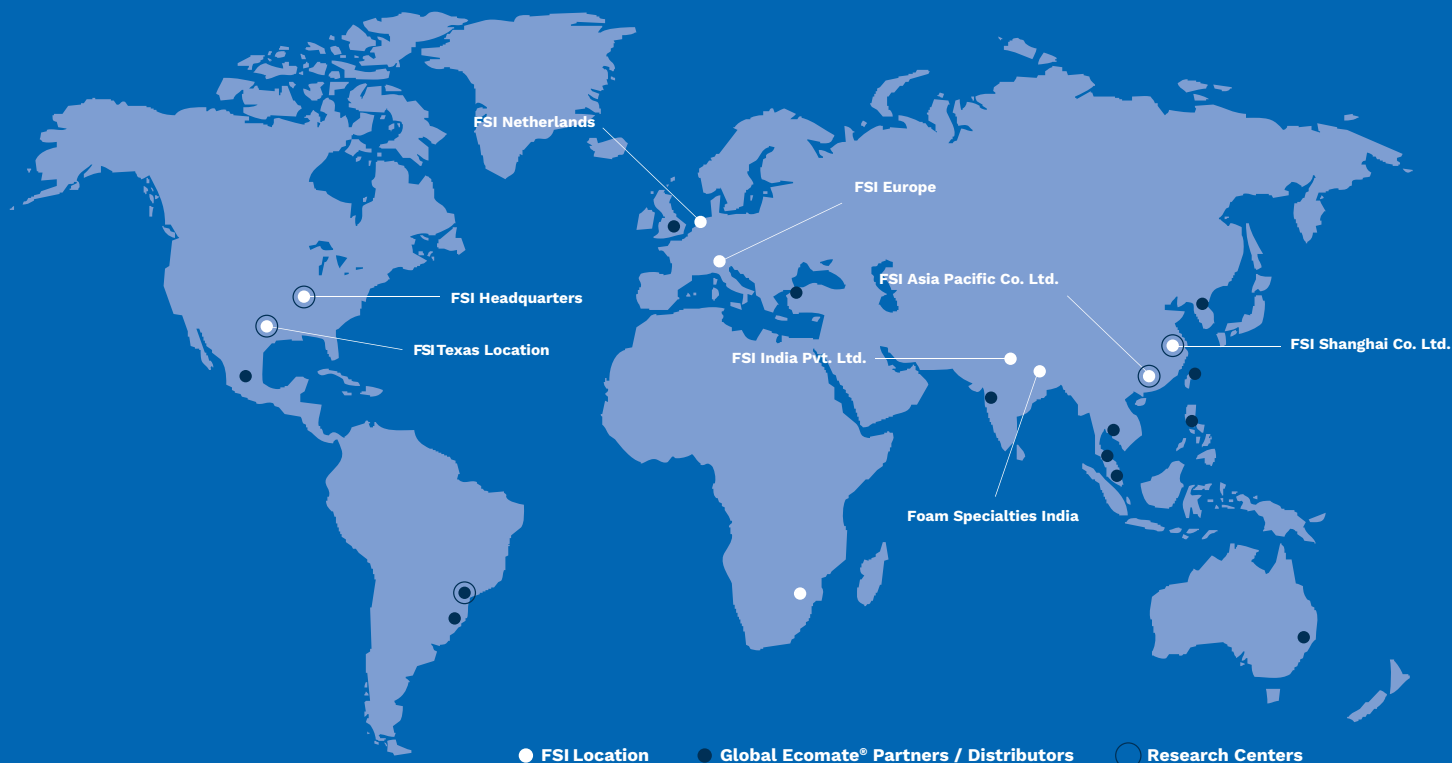 FSI Netherlands
FSI Europe
FSI Asia Pacific Co. Ltd.
FSI Headquarters
FSI Shanghai Co. Ltd.
FSI Texas Location
FSI India Pvt. Ltd.
Foam Specialties India
FSI Location
Global Ecomate® Partners / Distributors
Research Centers